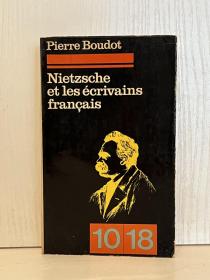 Pierre Boudot
Nietzsche
et les écrivains
français
10 18